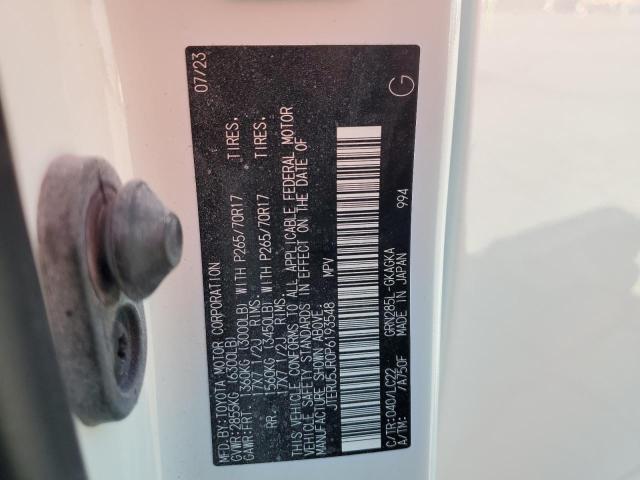 MFD.BY:TOYOTA MOTOR CORPORATION 07/23
GVWR:2855KG (6300LB)
GAWR:FRT. 1360KG (3000LB) WITH P265/70R17 TIRES.
17X7 1/2J RIMS.
RR. 1560KG (3450LB) WITH P265/70R17 TIRES.
17X7 1/2J RIMS.
THIS VEHICLE CONFORMS TO ALL APPLICABLE FEDERAL MOTOR
VEHICLE SAFETY STANDARDS IN EFFECT ON THE DATE OF
MANUFACTURE SHOWN ABOVE.
JTERU5JR0P6193548 MPV
C/TR:040/LC22 GRN285L-GKAGKA 994 G
A/TM: /A750F MADE IN JAPAN